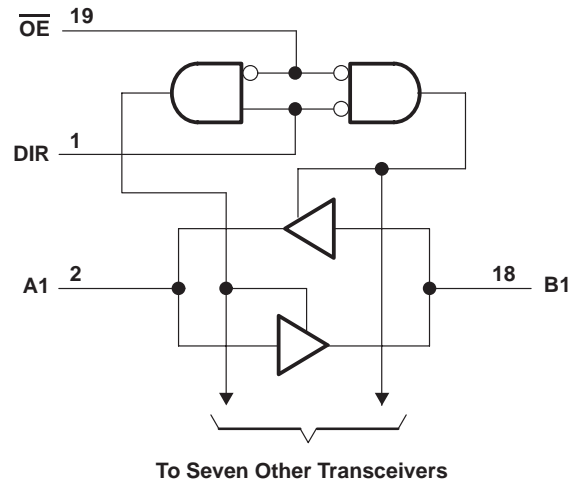 OE 19
DIR 1
A1 2
18 B1
To Seven Other Transceivers